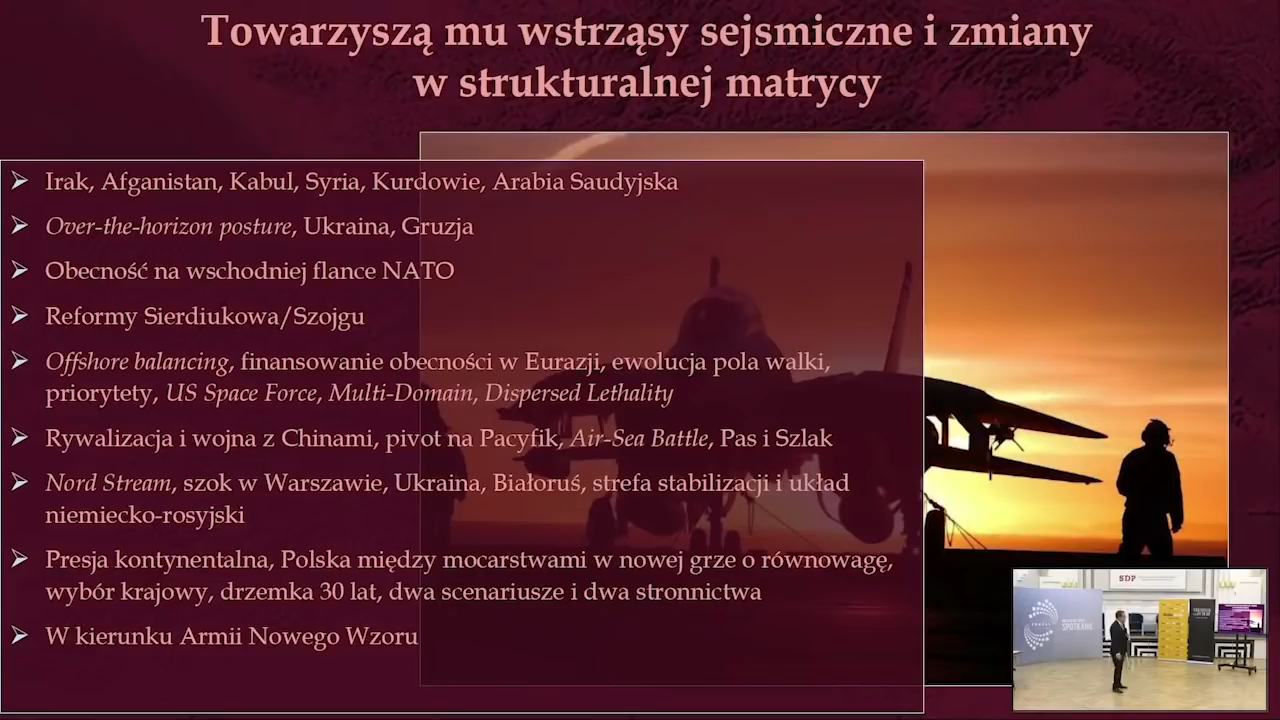 Towarzyszą mu wstrząsy sejsmiczne i zmiany
w strukturalnej matrycy
Irak, Afganistan, Kabul, Syria, Kurdowie, Arabia Saudyjska
Over-the-horizon posture, Ukraina, Gruzja
Obecność na wschodniej flance NATO
Reformy Sierdiukowa/Szojgu
Offshore balancing, finansowanie obecności w Eurazji, ewolucja pola walki,
priorytety, US Space Force, Multi-Domain, Dispersed Lethality
Rywalizacja i wojna z Chinami, pivot na Pacyfik, Air-Sea Battle, Pas i Szlak
Nord Stream, szok w Warszawie, Ukraina, Białoruś, strefa stabilizacji i układ
niemiecko-rosyjski
Presja kontynentalna, Polska między mocarstwami w nowej grze o równowagę,
wybór krajowy, drzemka 30 lat, dwa scenariusze i dwa stronnictwa
W kierunku Armii Nowego Wzoru
SDP
SPOTKANIE